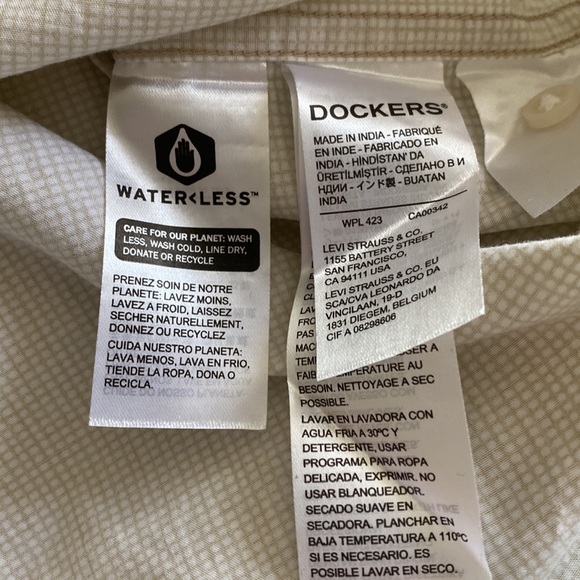 WATER<LESS™
CARE FOR OUR PLANET: WASH
LESS, WASH COLD, LINE DRY,
DONATE OR RECYCLE
PRENEZ SOIN DE NOTRE
PLANETE: LAVEZ MOINS,
LAVEZ A FROID, LAISSEZ
SECHER NATURELLEMENT,
DONNEZ OU RECYCLEZ
CUIDA NUESTRO PLANETA:
LAVA MENOS, LAVA EN FRIO,
TIENDE LA ROPA, DONA O
RECICLA.
DOCKERS®
MADE IN INDIA - FABRIQUÉ
EN INDE - FABRICADO EN
INDIA - HİNDİSTAN' DA
ÜRETİLMİŞTİR - СДЕЛАНО В И
НДИИ - インド製 - BUATAN
INDIA
WPL 423 CA00342
LEVI STRAUSS & CO.
1155 BATTERY STREET
SAN FRANCISCO,
CA 94111 USA
LEVI STRAUSS & CO. EU
SCA/CVA LEONARDO DA
VINCILAAN, 19-D
1831 DIEGEM, BELGIUM
CIF A 08298606
PAS
TEMPÉRATURE AU
BESOIN. NETTOYAGE A SEC
POSSIBLE.
LAVAR EN LAVADORA CON
AGUA FRIA A 30ºC Y
DETERGENTE, USAR
PROGRAMA PARA ROPA
DELICADA, EXPRIMIR. NO
USAR BLANQUEADOR.
SECADO SUAVE EN
SECADORA. PLANCHAR EN
BAJA TEMPERATURA A 110ºC
SI ES NECESARIO. ES
POSIBLE LAVAR EN SECO